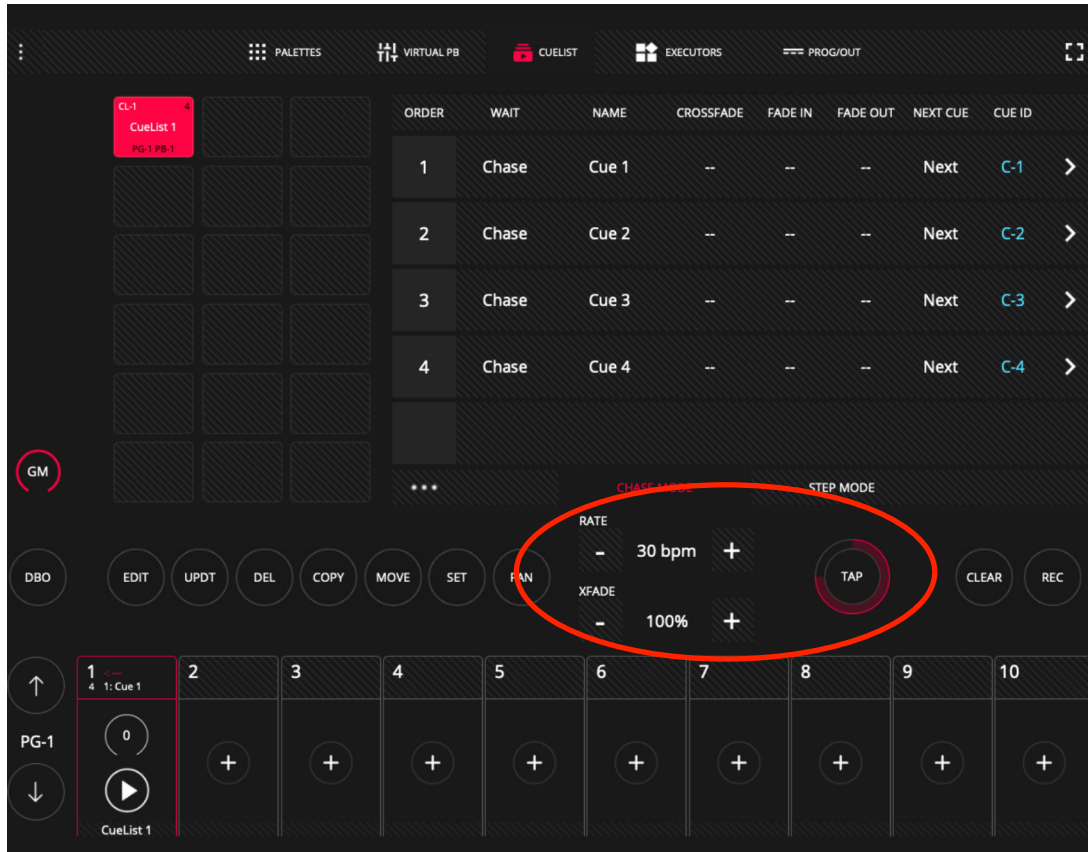 PALETTES VIRTUAL PB CUELIST EXECUTORS PROG/OUT
CL-1 4
CueList 1
PG-1 PB-1
ORDER WAIT NAME CROSSFADE FADE IN FADE OUT NEXT CUE CUE ID
1 Chase Cue 1 -- -- -- Next C-1 >
2 Chase Cue 2 -- -- -- Next C-2 >
3 Chase Cue 3 -- -- -- Next C-3 >
4 Chase Cue 4 -- -- -- Next C-4 >
GM
CHASE MODE STEP MODE
RATE
- 30 bpm +
DBO EDIT UPDT DEL COPY MOVE SET FAN TAP CLEAR REC
XFADE
- 100% +
1 2 3 4 5 6 7 8 9 10
4 1: Cue 1
PG-1
0
+ + + + + + + + +
CueList 1